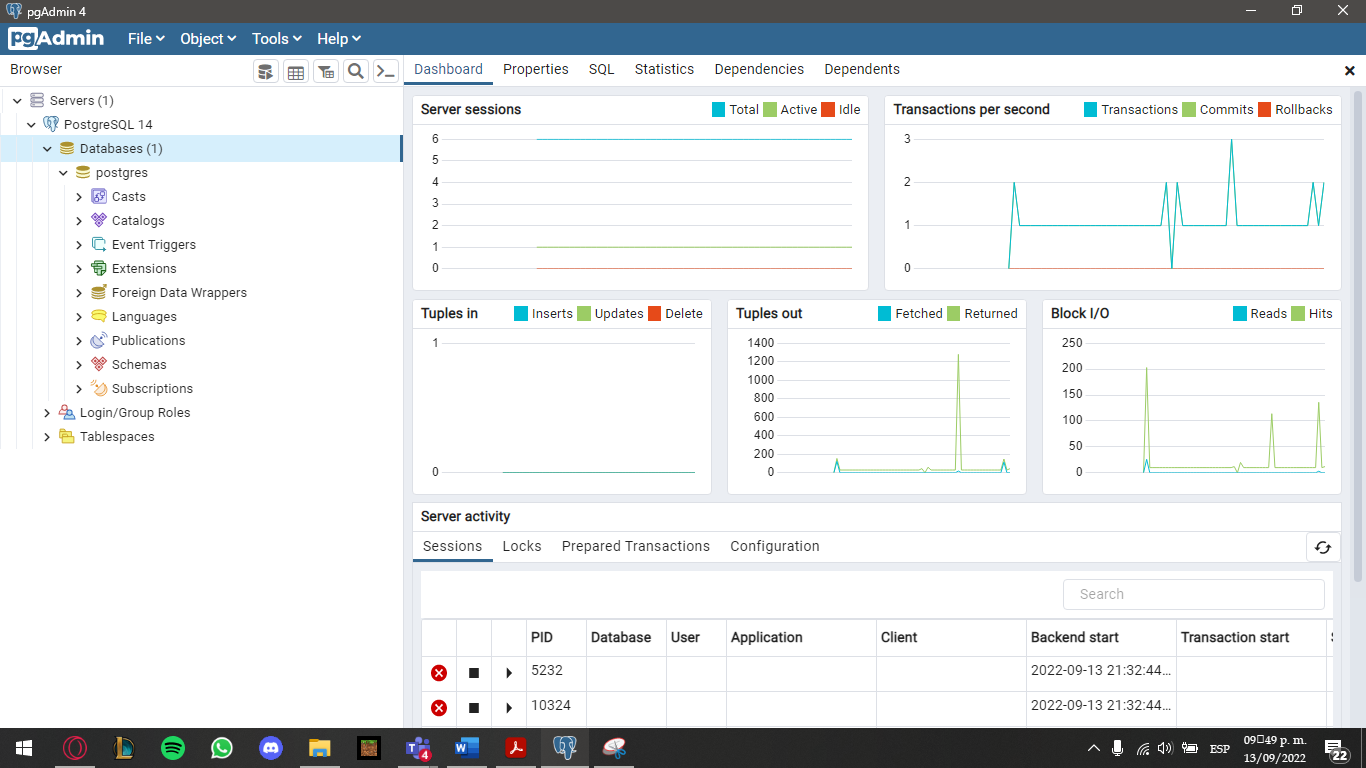 pgAdmin 4
pgAdmin File Object Tools Help
Browser
Dashboard Properties SQL Statistics Dependencies Dependents
Servers (1)
PostgreSQL 14
Databases (1)
postgres
Casts
Catalogs
Event Triggers
Extensions
Foreign Data Wrappers
Languages
Publications
Schemas
Subscriptions
Login/Group Roles
Tablespaces
Server sessions Total Active Idle
6
5
4
3
2
1
0
Transactions per second Transactions Commits Rollbacks
3
2
1
0
Tuples in Inserts Updates Delete
1
0
Tuples out Fetched Returned
1400
1200
1000
800
600
400
200
0
Block I/O Reads Hits
250
200
150
100
50
0
Server activity
Sessions Locks Prepared Transactions Configuration
Search
PID Database User Application Client Backend start Transaction start
5232 2022-09-13 21:32:44...
10324 2022-09-13 21:32:44...
4
ESP
09□49 p. m.
13/09/2022
22